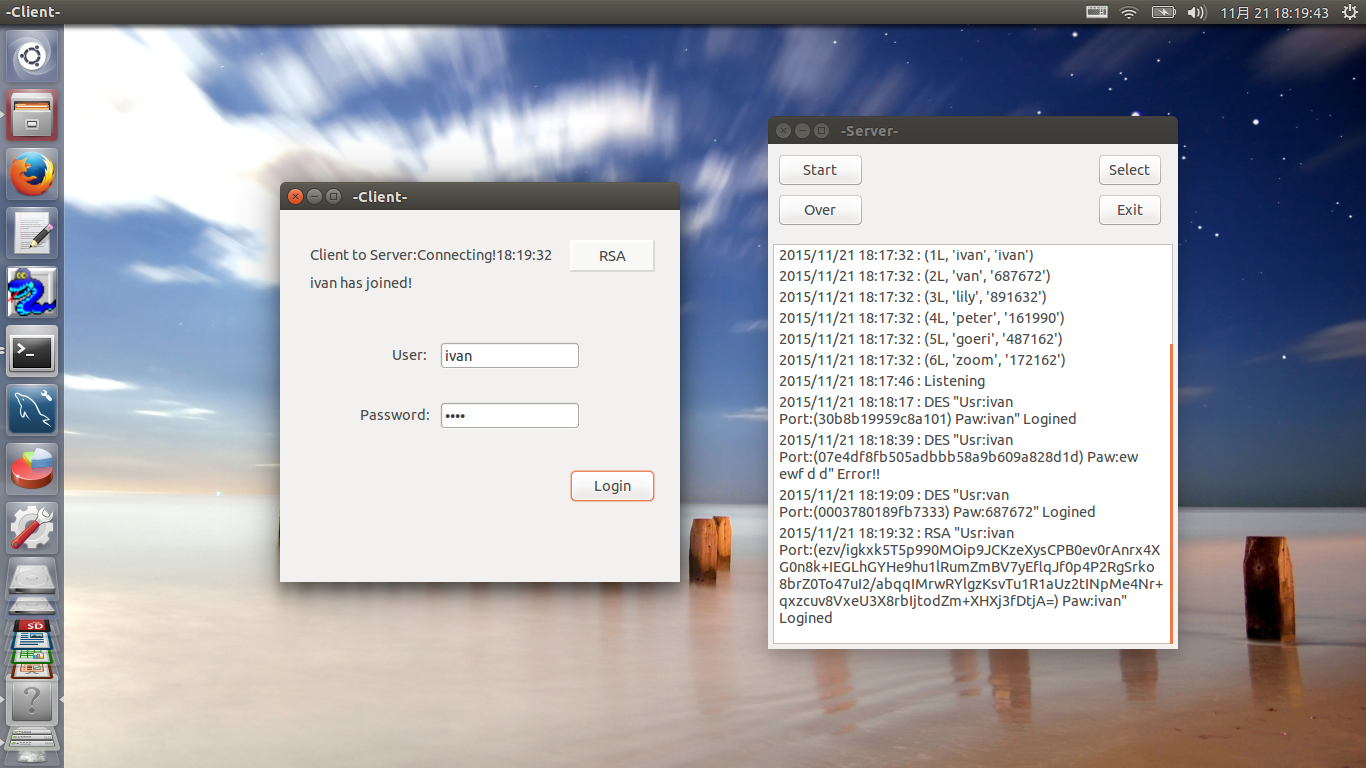 -Client-
11月 21 18:19:43
-Client-
Client to Server:Connecting!18:19:32
RSA
ivan has joined!
User:
ivan
Password:
••••
Login
-Server-
Start
Select
Over
Exit
2015/11/21 18:17:32 : (1L, 'ivan', 'ivan')
2015/11/21 18:17:32 : (2L, 'van', '687672')
2015/11/21 18:17:32 : (3L, 'lily', '891632')
2015/11/21 18:17:32 : (4L, 'peter', '161990')
2015/11/21 18:17:32 : (5L, 'goeri', '487162')
2015/11/21 18:17:32 : (6L, 'zoom', '172162')
2015/11/21 18:17:46 : Listening
2015/11/21 18:18:17 : DES "Usr:ivan
Port:(30b8b19959c8a101) Paw:ivan" Logined
2015/11/21 18:18:39 : DES "Usr:ivan
Port:(07e4df8fb505adbbb58a9b609a828d1d) Paw:ew
ewf d d" Error!!
2015/11/21 18:19:09 : DES "Usr:van
Port:(0003780189fb7333) Paw:687672" Logined
2015/11/21 18:19:32 : RSA "Usr:ivan
Port:(ezv/igkxk5T5p990MOip9JCKzeXysCPB0ev0rAnrx4X
G0n8k+IEGLhGYHe9hu1lRumZmBV7yEflqJf0p4P2RgSrko
8brZ0To47uI2/abqqIMrwRYlgzKsvTu1R1aUz2tINpMe4Nr+
qxzcuv8VxeU3X8rbIjtodZm+XHXj3fDtjA=) Paw:ivan"
Logined
SD